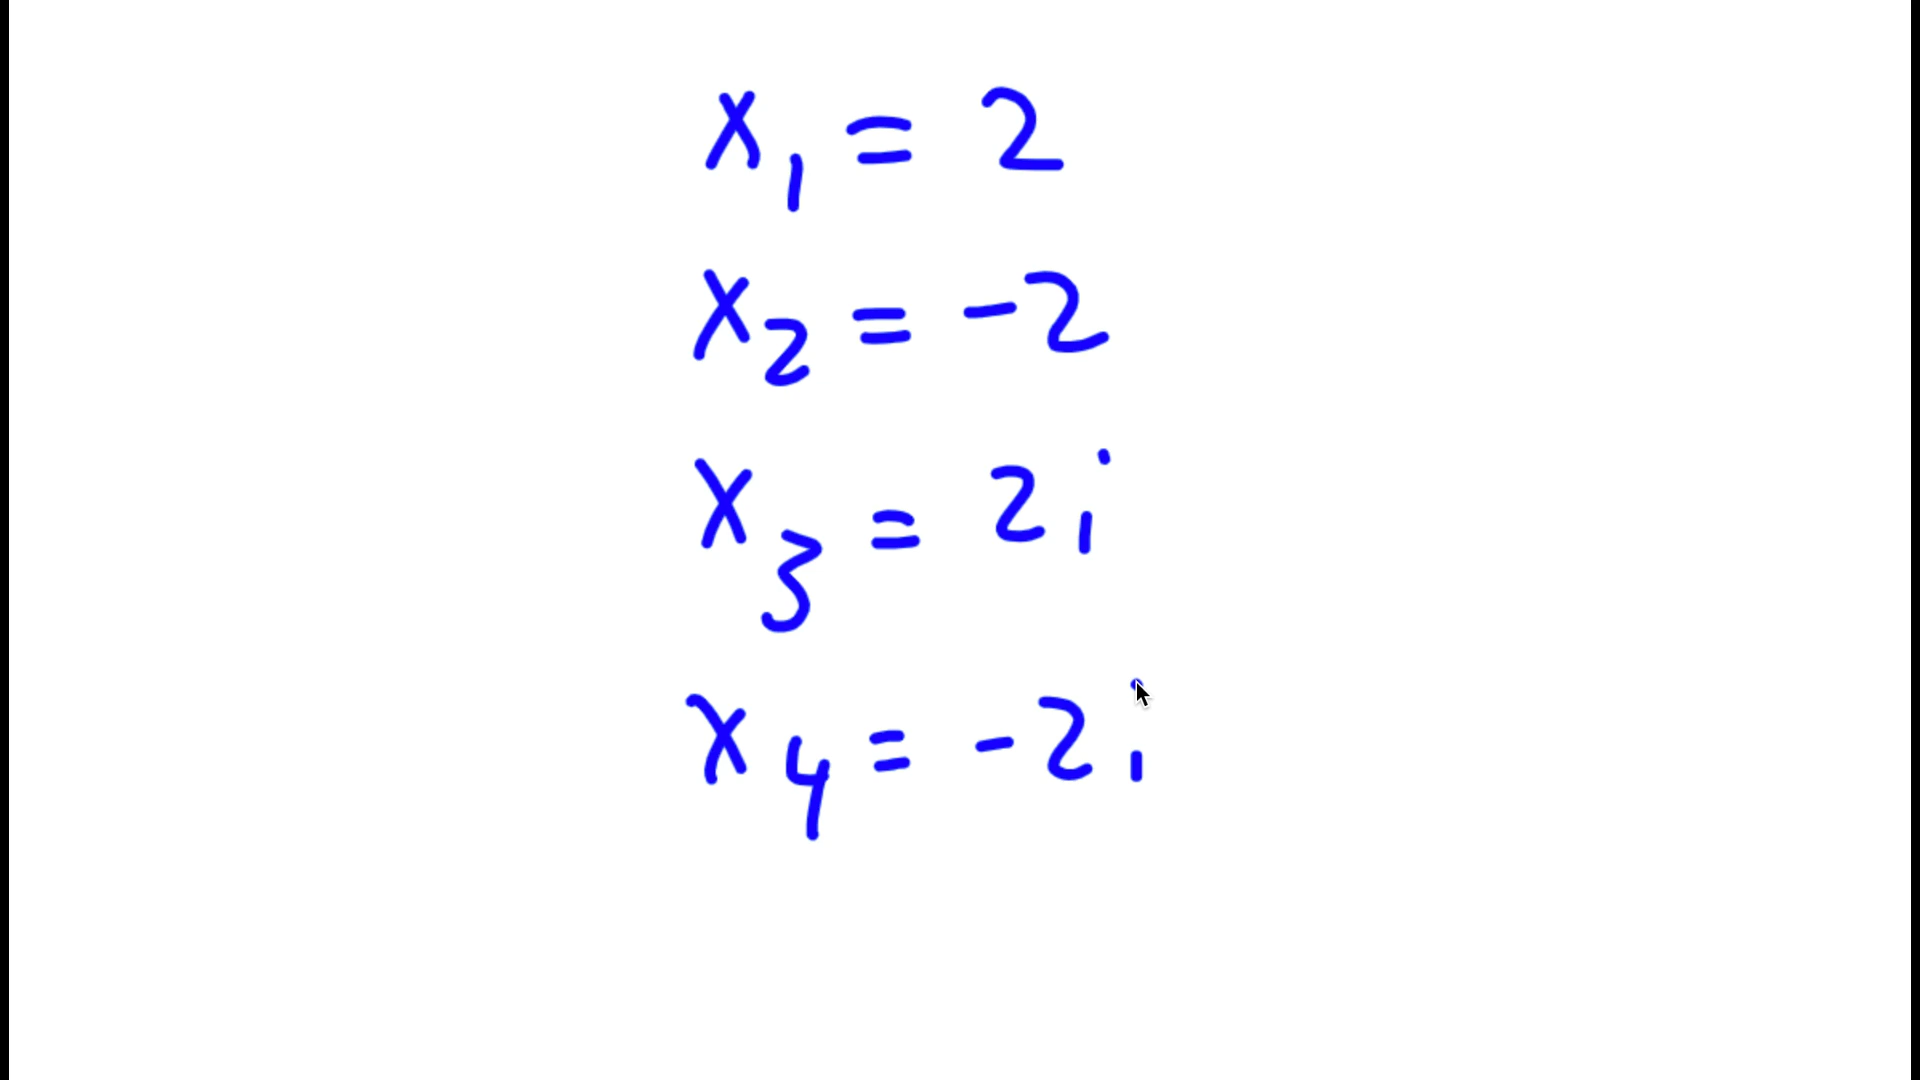 x₁ = 2
x₂ = -2
x₃ = 2i
x₄ = -2i